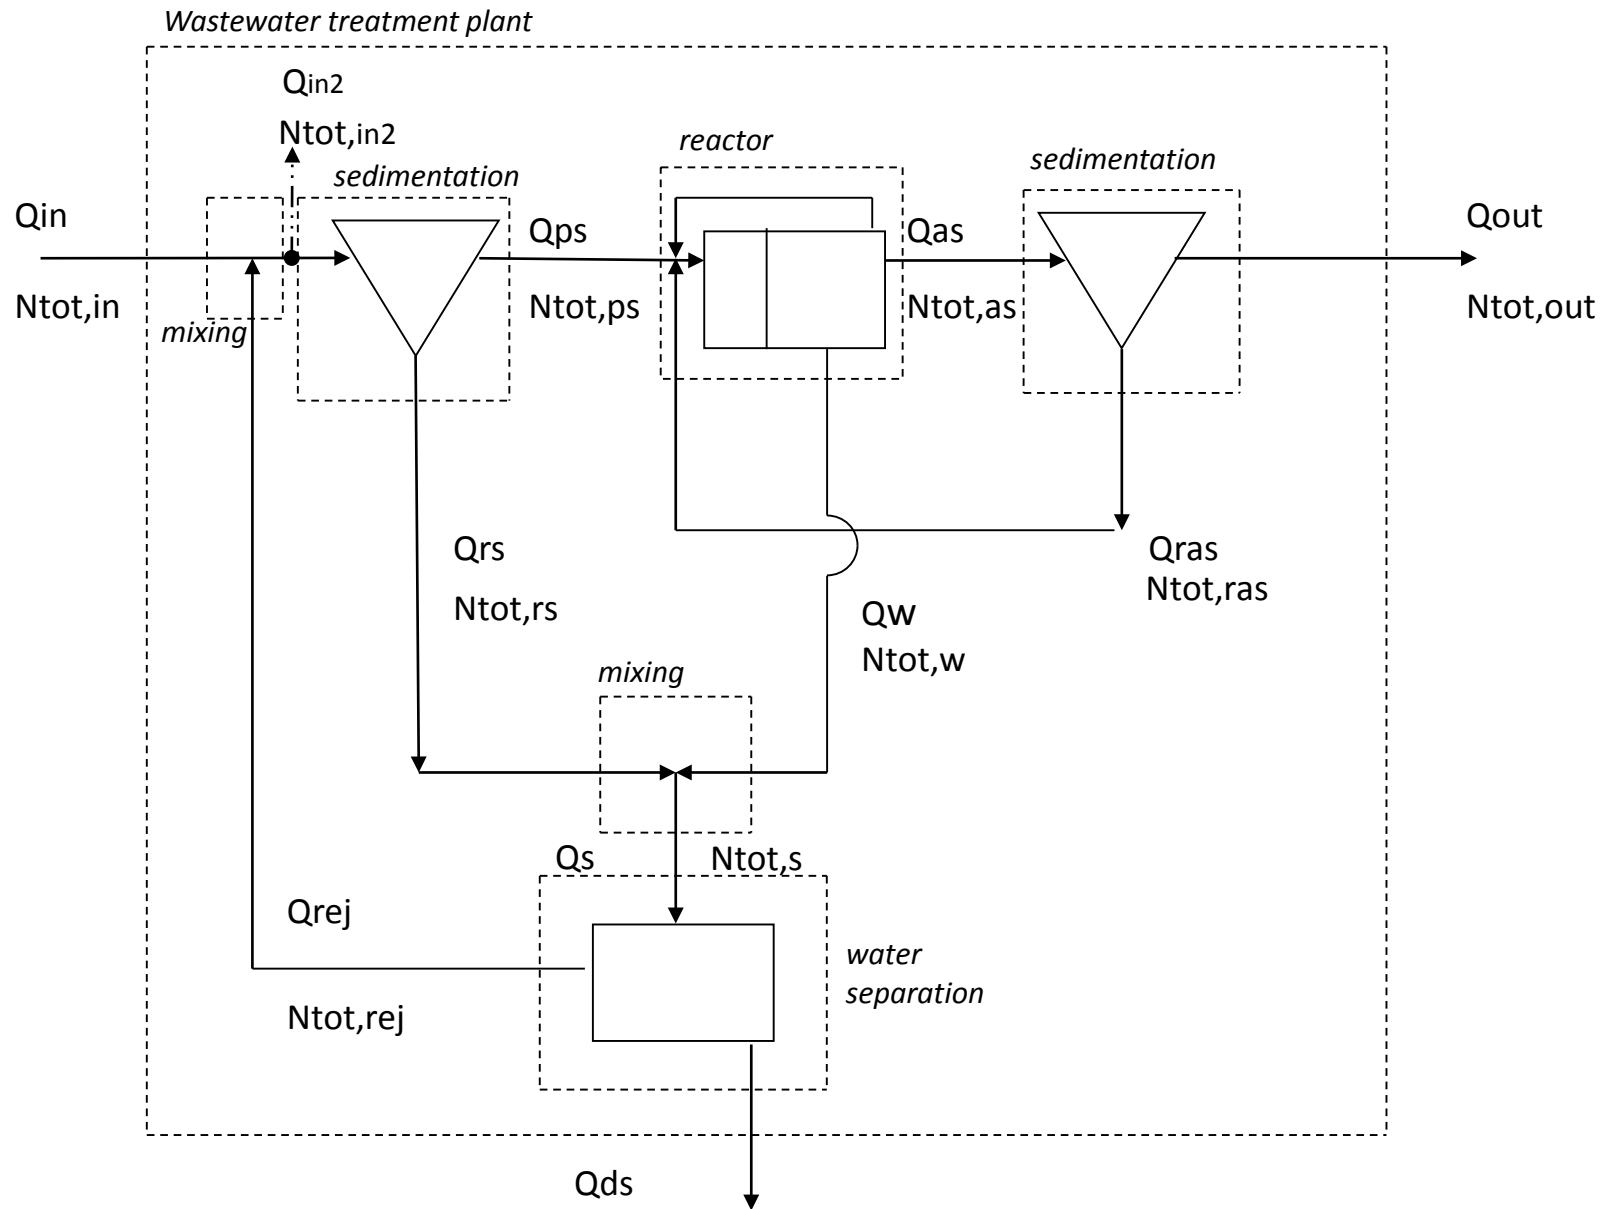 Wastewater treatment plant
Qin2
Ntot,in2
reactor
sedimentation
sedimentation
Qin
Qps
Qas
Qout
Ntot,in
mixing
Ntot,ps
Ntot,as
Ntot,out
Qrs
Ntot,rs
Qras
Ntot,ras
Qw
Ntot,w
mixing
Qs
Ntot,s
Qrej
Ntot,rej
water
separation
Qds